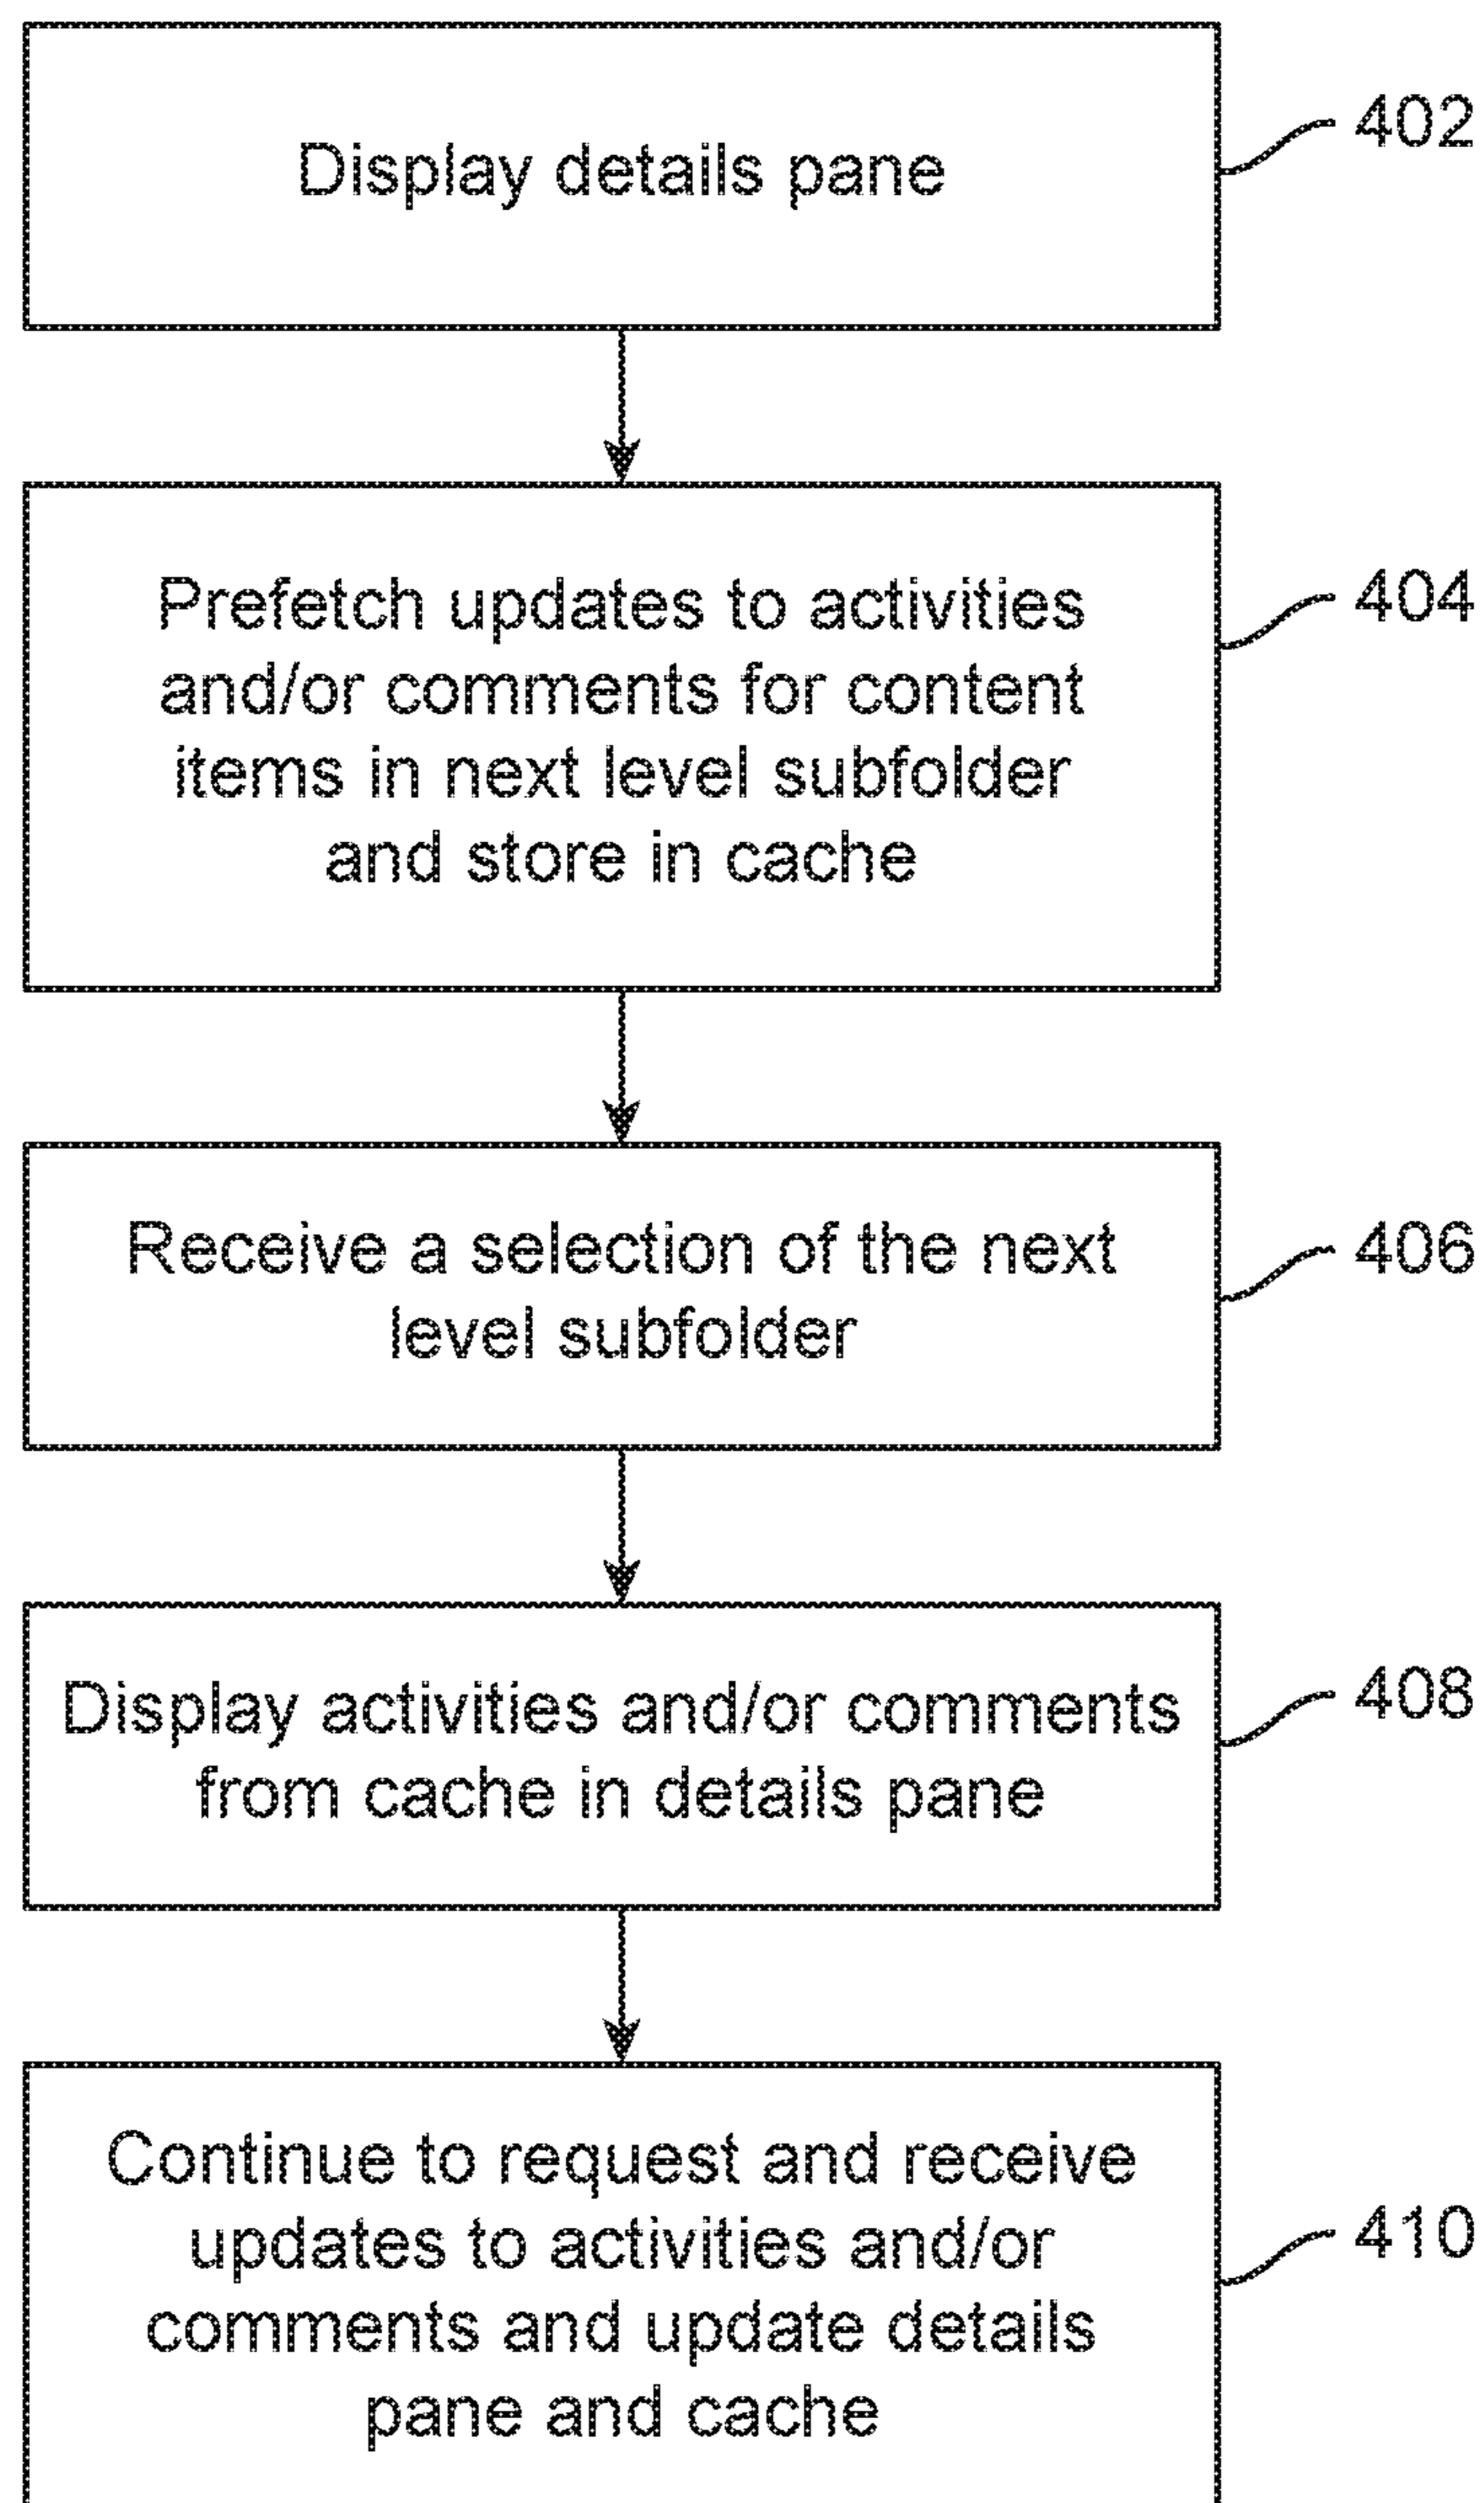 Display details pane
402
Prefetch updates to activities
and/or comments for content
items in next level subfolder
and store in cache
404
Receive a selection of the next
level subfolder
406
Display activities and/or comments
from cache in details pane
408
Continue to request and receive
updates to activities and/or
comments and update details
pane and cache
410